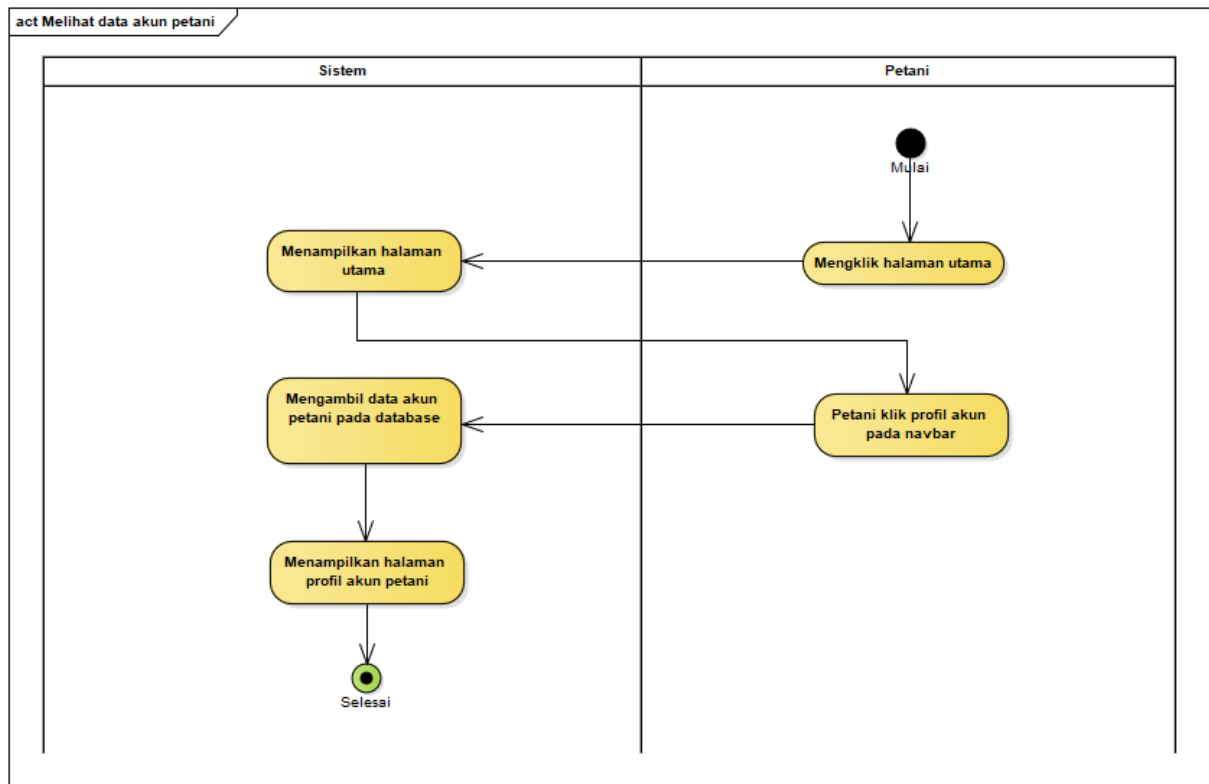 act Melihat data akun petani
Sistem
Petani
Mulai
Mengklik halaman utama
Menampilkan halaman
utama
Petani klik profil akun
pada navbar
Mengambil data akun
petani pada database
Menampilkan halaman
profil akun petani
Selesai